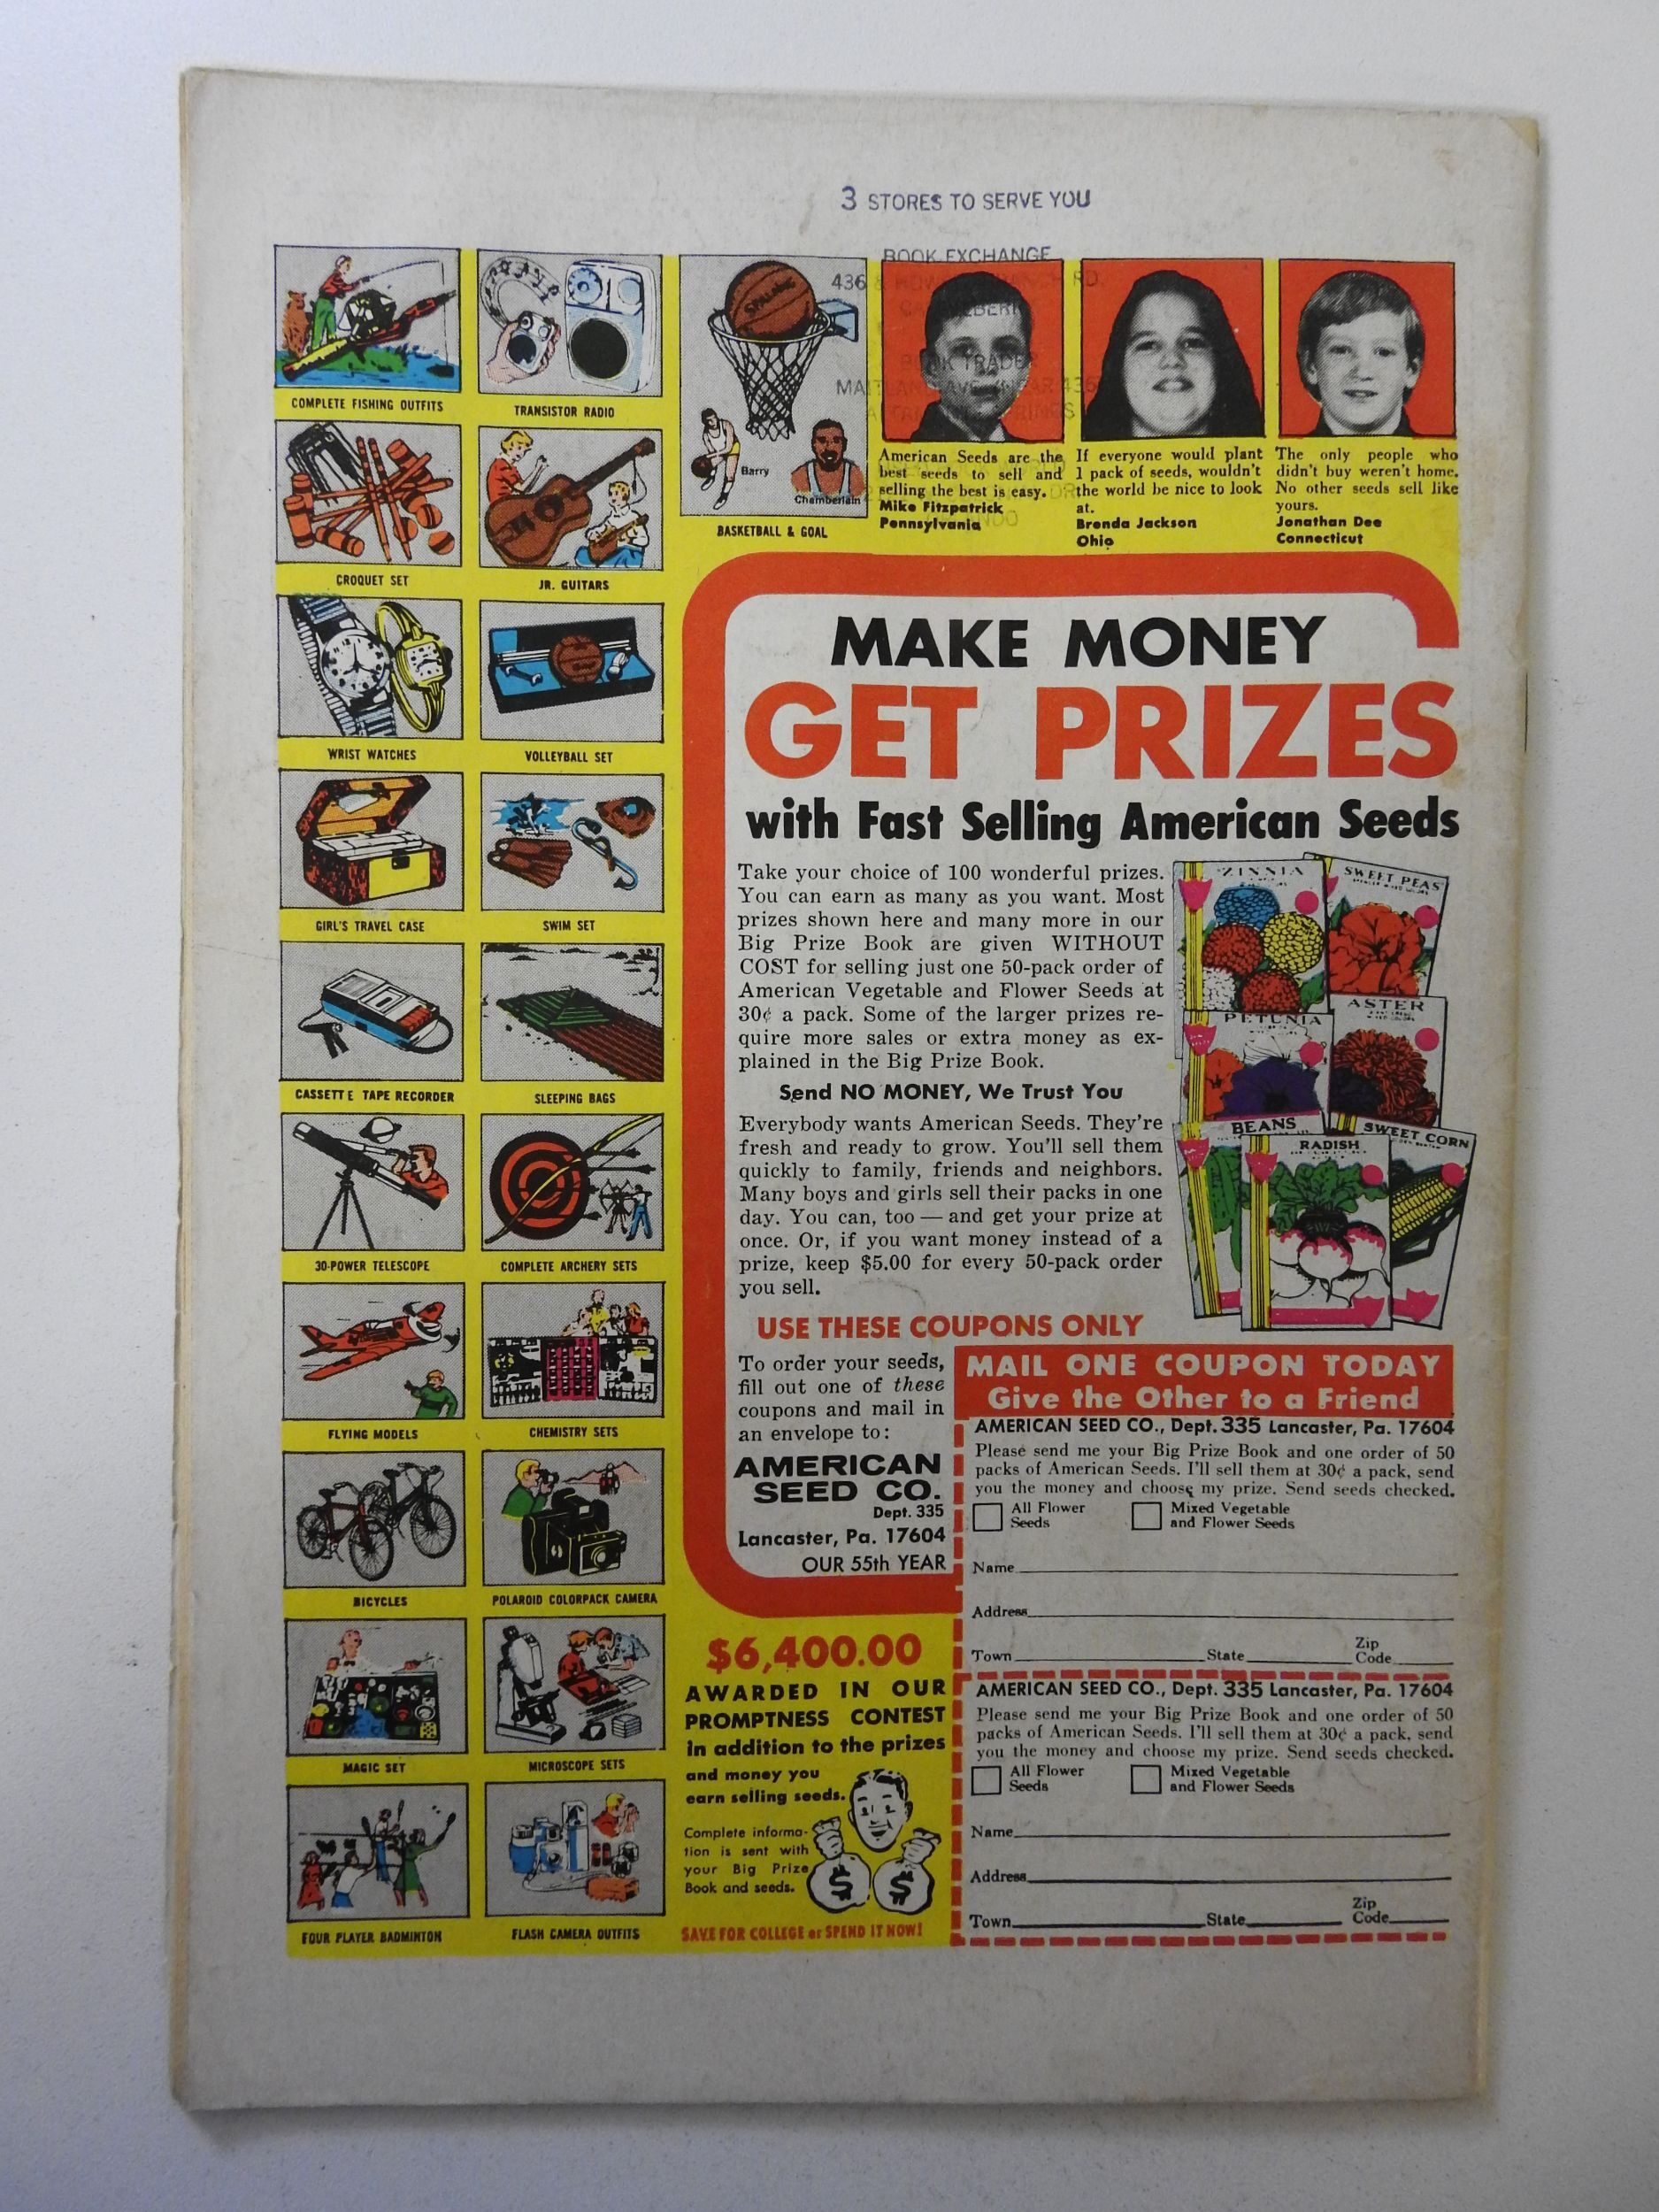 3 STORES TO SERVE YOU
BOOK EXCHANGE
436
RD.
BOOK TRADER
COMPLETE FISHING OUTFITS
TRANSISTOR RADIO
SPALDING
Barry
Chamberlain
BASKETBALL & GOAL
CROQUET SET
JR. GUITARS
WRIST WATCHES
VOLLEYBALL SET
GIRL'S TRAVEL CASE
SWIM SET
CASSETTE TAPE RECORDER
SLEEPING BAGS
30-POWER TELESCOPE
COMPLETE ARCHERY SETS
FLYING MODELS
CHEMISTRY SETS
BICYCLES
POLAROID COLORPACK CAMERA
MAGIC SET
MICROSCOPE SETS
FOUR PLAYER BADMINTON
FLASH CAMERA OUTFITS
American Seeds are the
best seeds to sell and
selling the best is easy.
Mike Fitzpatrick
Pennsylvania
If everyone would plant
1 pack of seeds, wouldn't
the world be nice to look
at.
Brenda Jackson
Ohio
The only people who
didn't buy weren't home.
No other seeds sell like
yours.
Jonathan Dee
Connecticut
MAKE MONEY
GET PRIZES
with Fast Selling American Seeds
Take your choice of 100 wonderful prizes.
You can earn as many as you want. Most
prizes shown here and many more in our
Big Prize Book are given WITHOUT
COST for selling just one 50-pack order of
American Vegetable and Flower Seeds at
30¢ a pack. Some of the larger prizes re-
quire more sales or extra money as ex-
plained in the Big Prize Book.
Send NO MONEY, We Trust You
Everybody wants American Seeds. They're
fresh and ready to grow. You'll sell them
quickly to family, friends and neighbors.
Many boys and girls sell their packs in one
day. You can, too — and get your prize at
once. Or, if you want money instead of a
prize, keep $5.00 for every 50-pack order
you sell.
ZINNIA
SWEET PEAS
PETUNIA
ASTER
BEANS
RADISH
SWEET CORN
USE THESE COUPONS ONLY
To order your seeds,
fill out one of these
coupons and mail in
an envelope to:
AMERICAN
SEED CO.
Dept. 335
Lancaster, Pa. 17604
OUR 55th YEAR
MAIL ONE COUPON TODAY
Give the Other to a Friend
AMERICAN SEED CO., Dept. 335 Lancaster, Pa. 17604
Please send me your Big Prize Book and one order of 50
packs of American Seeds. I'll sell them at 30¢ a pack, send
you the money and choose my prize. Send seeds checked.
All Flower Seeds
Mixed Vegetable and Flower Seeds
Name
Address
Town State Zip Code
AMERICAN SEED CO., Dept. 335 Lancaster, Pa. 17604
Please send me your Big Prize Book and one order of 50
packs of American Seeds. I'll sell them at 30¢ a pack, send
you the money and choose my prize. Send seeds checked.
All Flower Seeds
Mixed Vegetable and Flower Seeds
Name
Address
Town State Zip Code
$6,400.00
AWARDED IN OUR
PROMPTNESS CONTEST
in addition to the prizes
and money you
earn selling seeds.
Complete informa-
tion is sent with
your Big Prize
Book and seeds.
$ $
SAVE FOR COLLEGE or SPEND IT NOW!